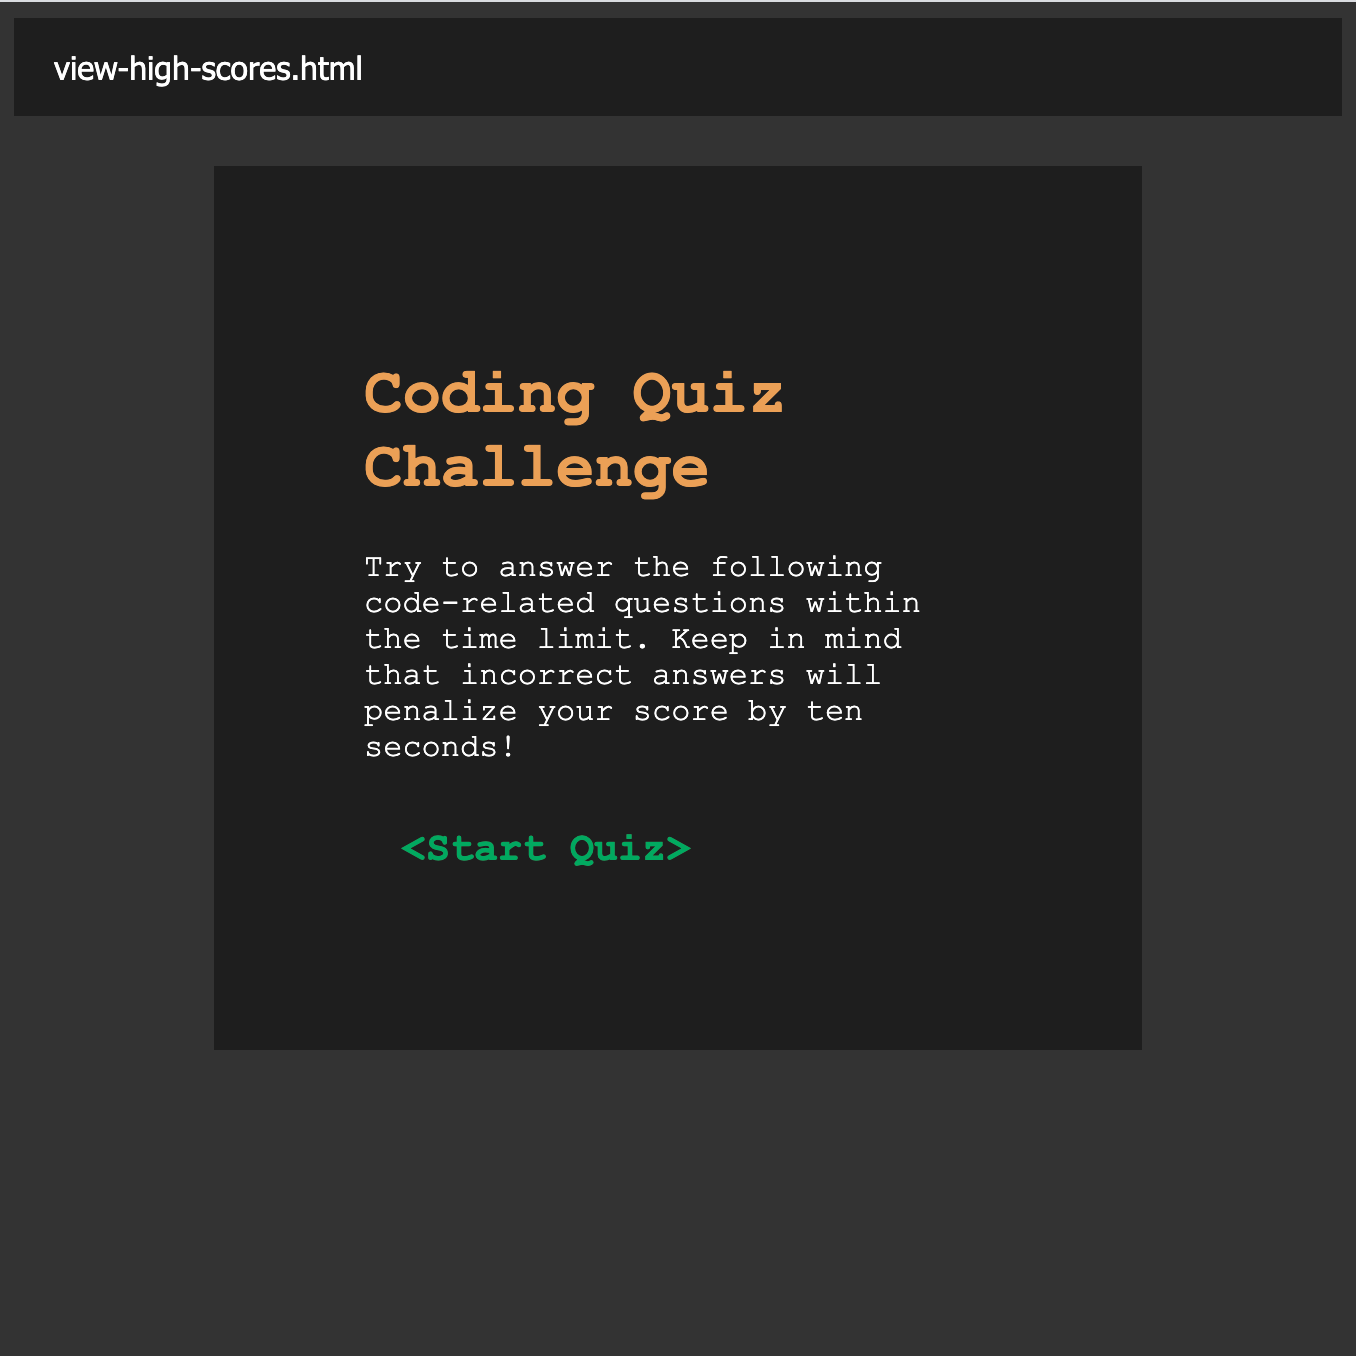 view-high-scores.html
Coding Quiz
Challenge
Try to answer the following
code-related questions within
the time limit. Keep in mind
that incorrect answers will
penalize your score by ten
seconds!
<Start Quiz>